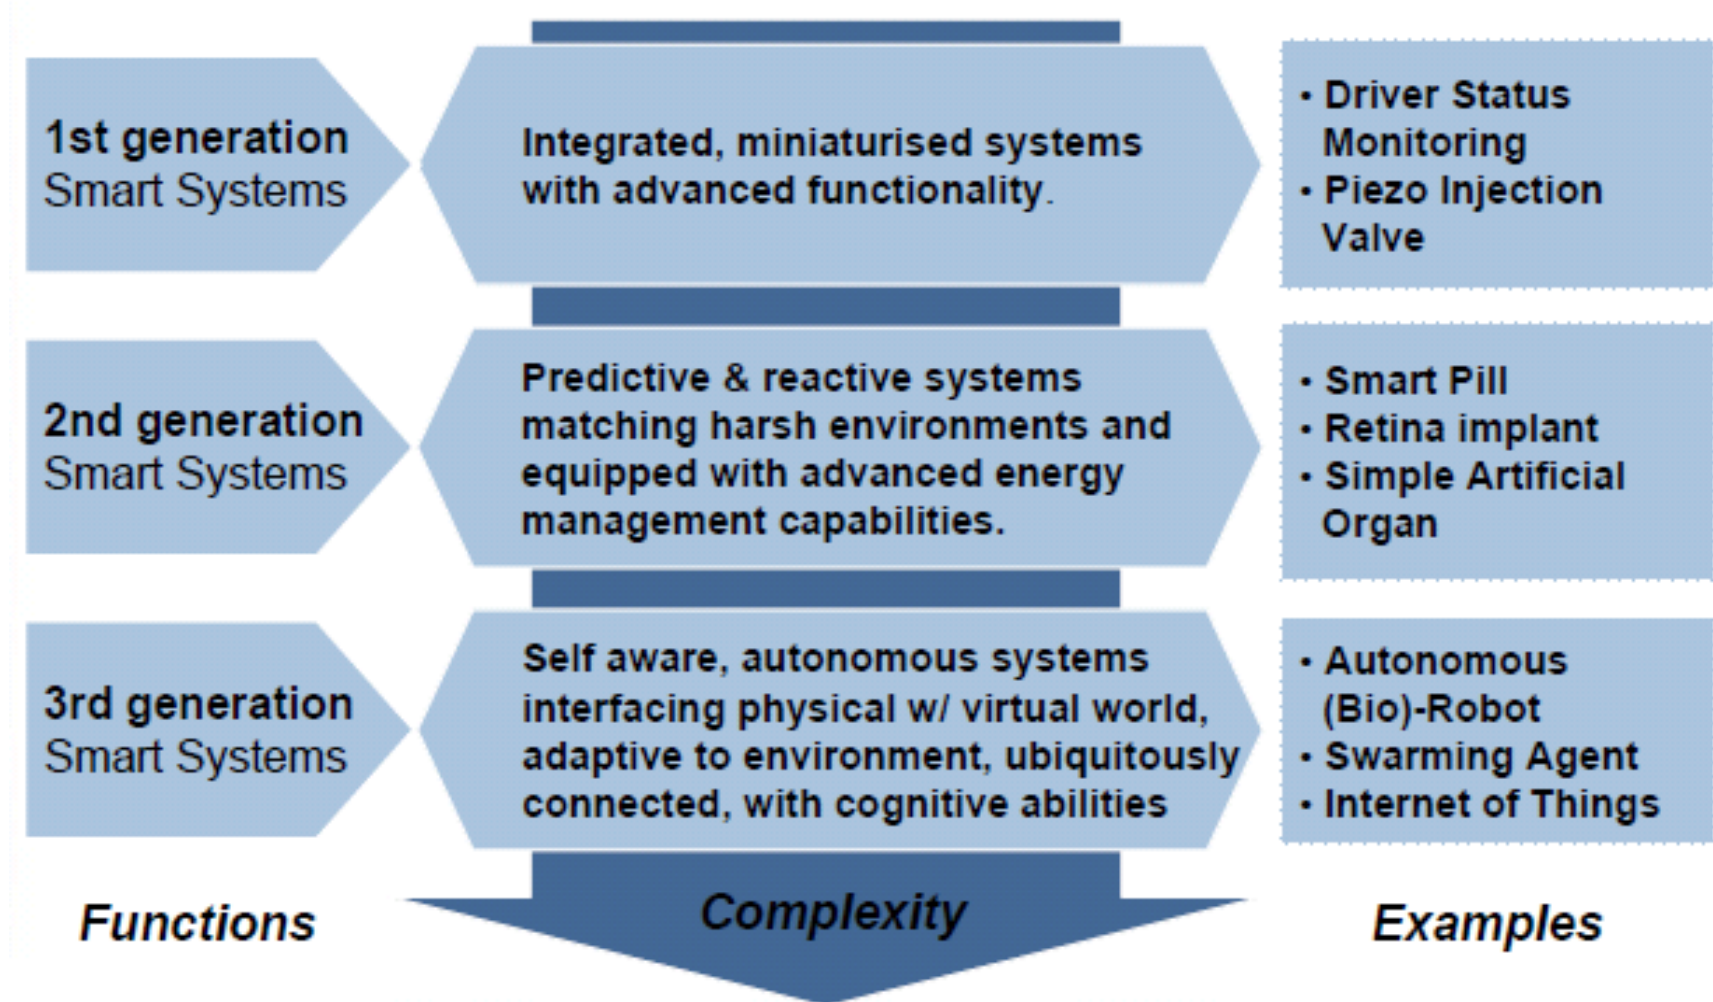 1st generation
Smart Systems
Integrated, miniaturised systems
with advanced functionality.
• Driver Status
Monitoring
• Piezo Injection
Valve
2nd generation
Smart Systems
Predictive & reactive systems
matching harsh environments and
equipped with advanced energy
management capabilities.
• Smart Pill
• Retina implant
• Simple Artificial
Organ
3rd generation
Smart Systems
Self aware, autonomous systems
interfacing physical w/ virtual world,
adaptive to environment, ubiquitously
connected, with cognitive abilities
• Autonomous
(Bio)-Robot
• Swarming Agent
• Internet of Things
Functions
Complexity
Examples